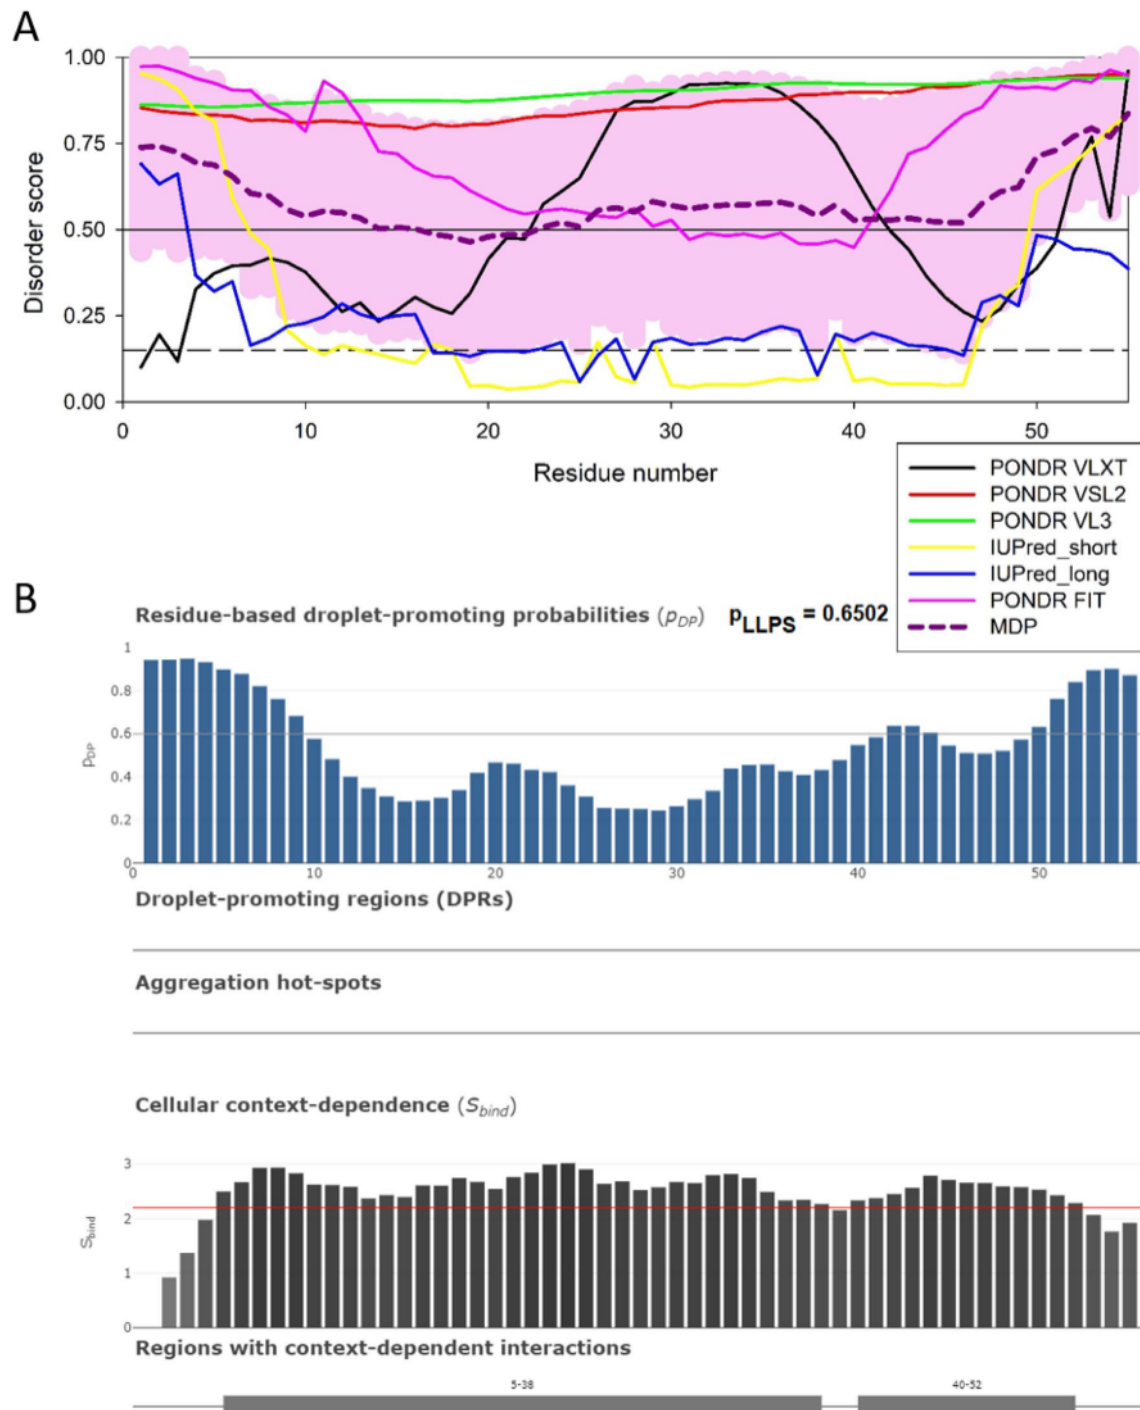 A
1.00
0.75
0.50
0.25
0.00
Disorder score
0 10 20 30 40 50
Residue number
PONDR VLXT
PONDR VSL2
PONDR VL3
IUPred_short
IUPred_long
PONDR FIT
MDP
B
Residue-based droplet-promoting probabilities (pDP) pLLPS = 0.6502
1
0.8
0.6
0.4
0.2
0
pDP
0 10 20 30 40 50
Droplet-promoting regions (DPRs)
Aggregation hot-spots
Cellular context-dependence (Sbind)
3
2
1
0
Sbind
Regions with context-dependent interactions
5-38 40-52